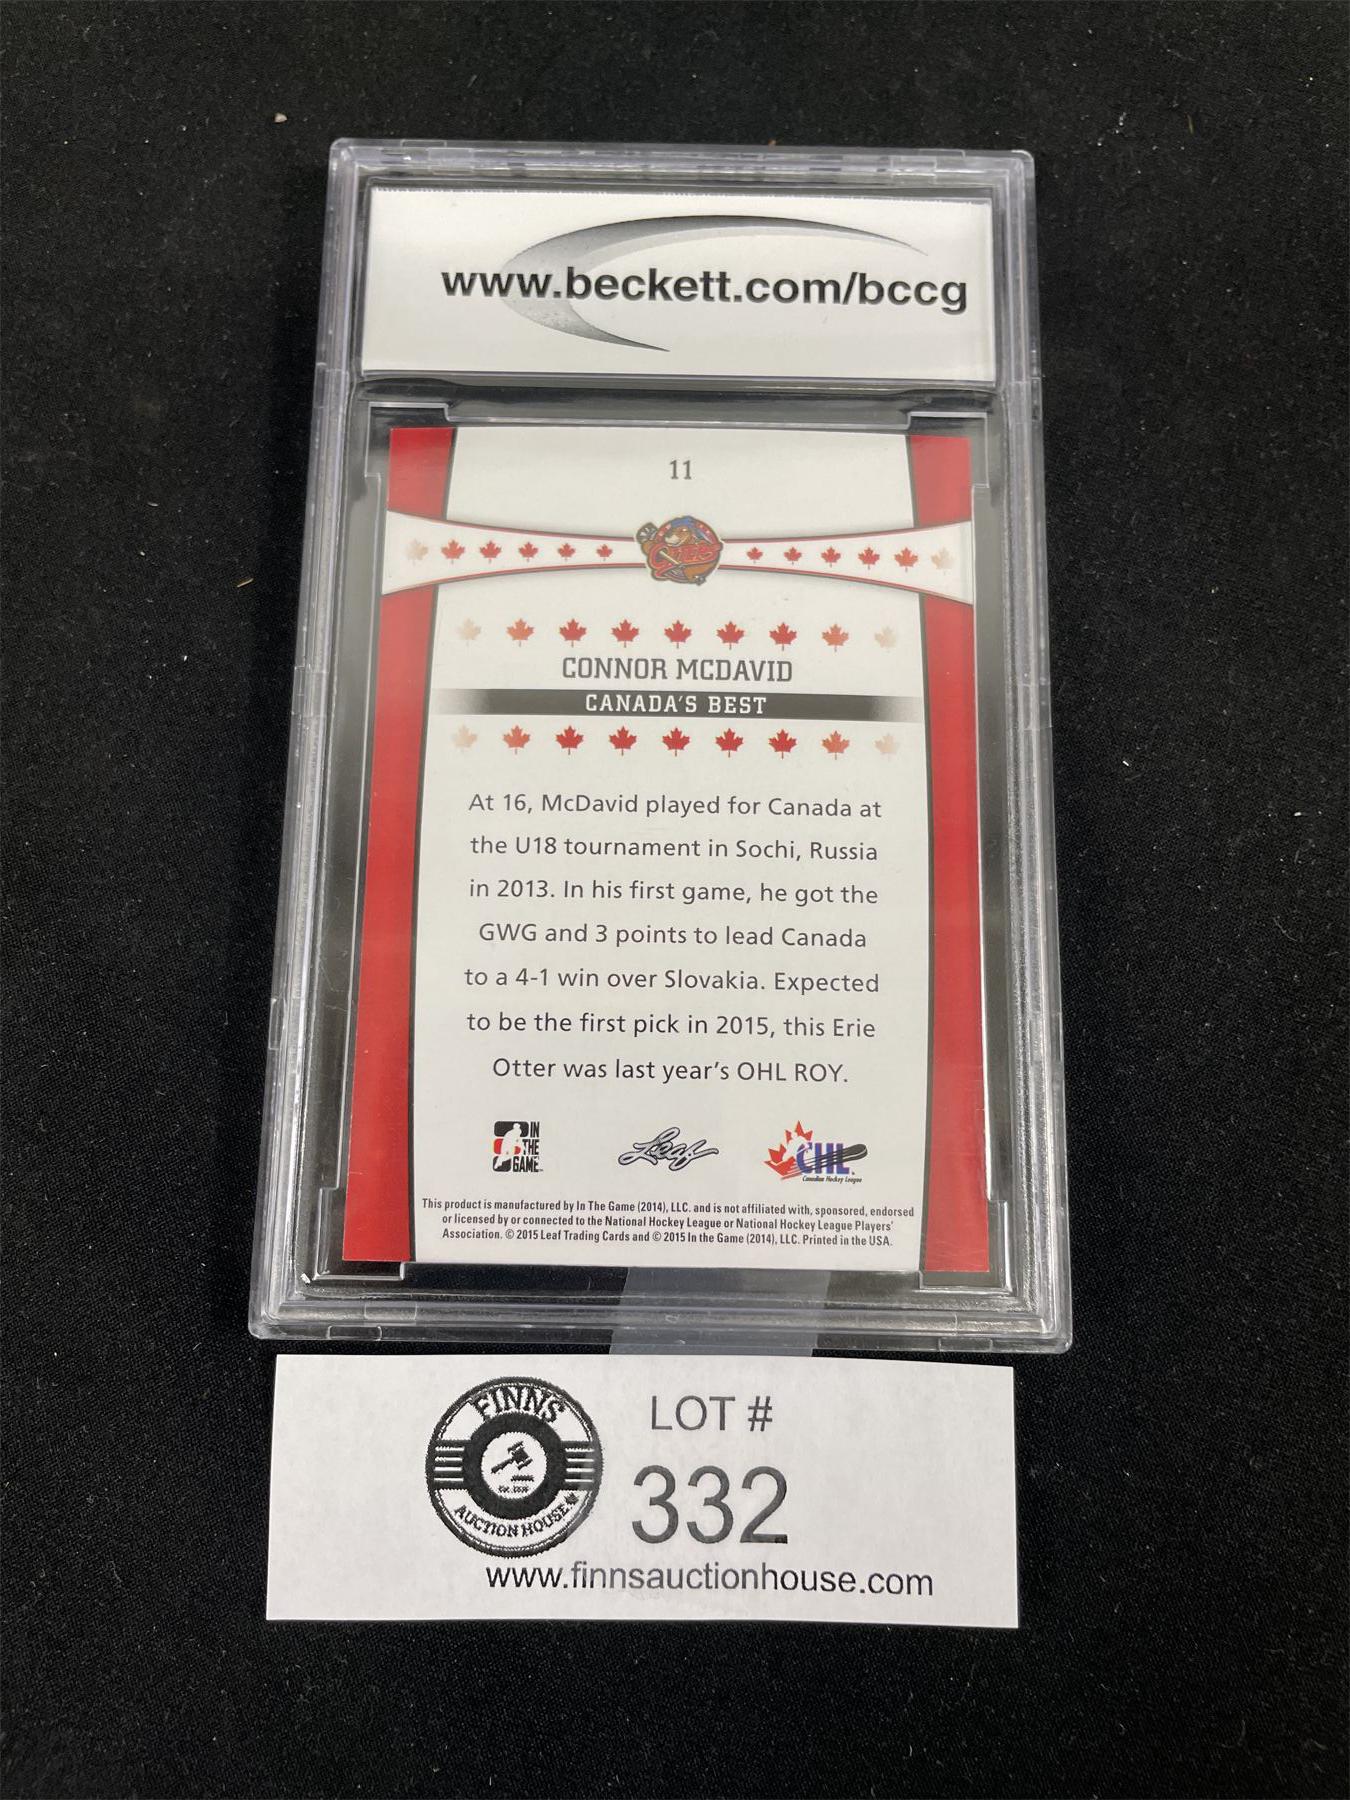 www.beckett.com/bccg
11
OTTERS
CONNOR MCDAVID
CANADA'S BEST
At 16, McDavid played for Canada at
the U18 tournament in Sochi, Russia
in 2013. In his first game, he got the
GWG and 3 points to lead Canada
to a 4-1 win over Slovakia. Expected
to be the first pick in 2015, this Erie
Otter was last year's OHL ROY.
IN
THE
GAME
Leaf
CHL
Canadian Hockey League
This product is manufactured by In The Game (2014), LLC. and is not affiliated with, sponsored, endorsed
or licensed by or connected to the National Hockey League or National Hockey League Players'
Association. © 2015 Leaf Trading Cards and © 2015 In the Game (2014), LLC. Printed in the USA.
FINNS
AUCTION HOUSE
LOT #
332
www.finnsauctionhouse.com